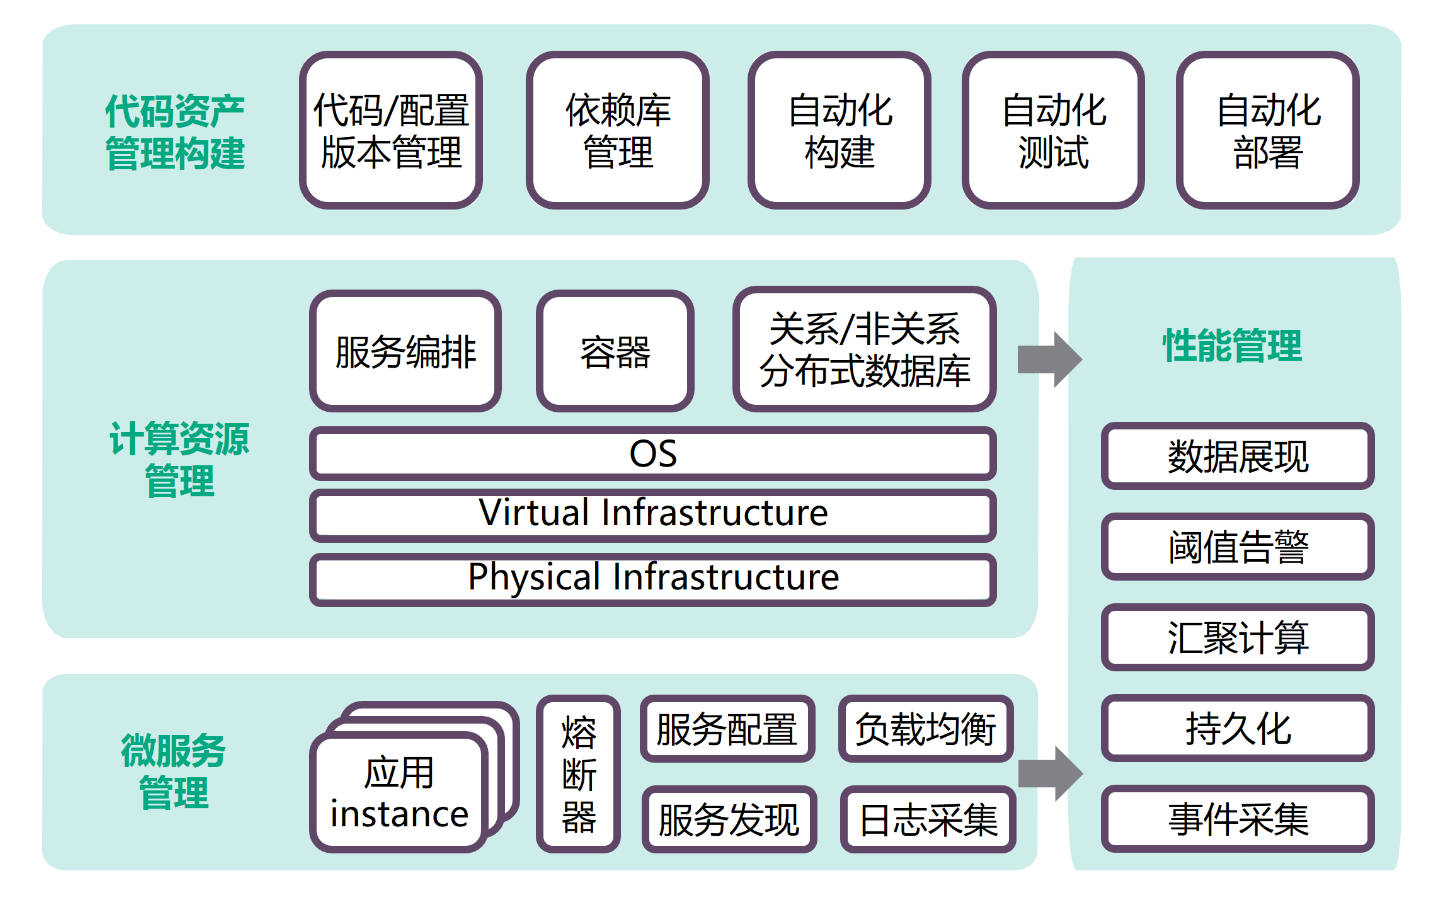 代码资产
管理构建
代码/配置
版本管理
依赖库
管理
自动化
构建
自动化
测试
自动化
部署
计算资源
管理
服务编排
容器
关系/非关系
分布式数据库
OS
Virtual Infrastructure
Physical Infrastructure
微服务
管理
应用
instance
熔
断
器
服务配置
负载均衡
服务发现
日志采集
性能管理
数据展现
阈值告警
汇聚计算
持久化
事件采集